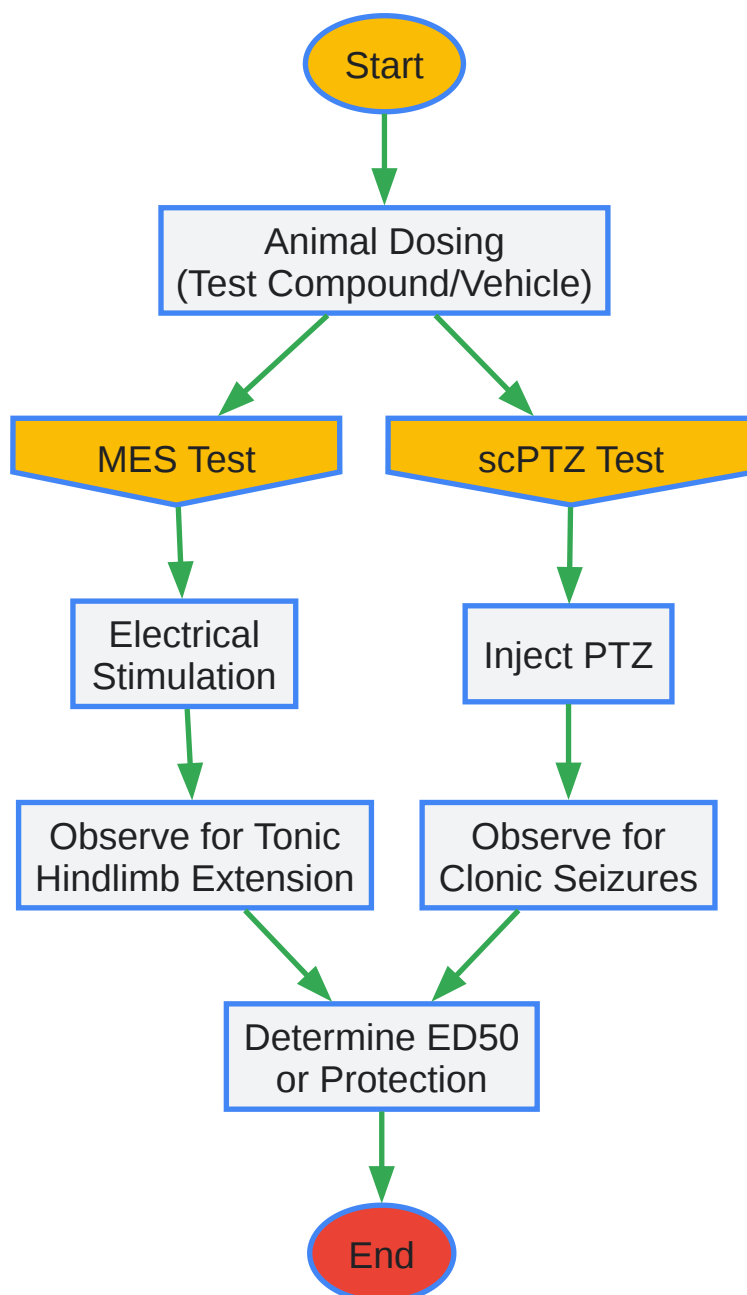 Start
Animal Dosing
(Test Compound/Vehicle)
MES Test
scPTZ Test
Electrical
Stimulation
Inject PTZ
Observe for Tonic
Hindlimb Extension
Observe for
Clonic Seizures
Determine ED50
or Protection
End